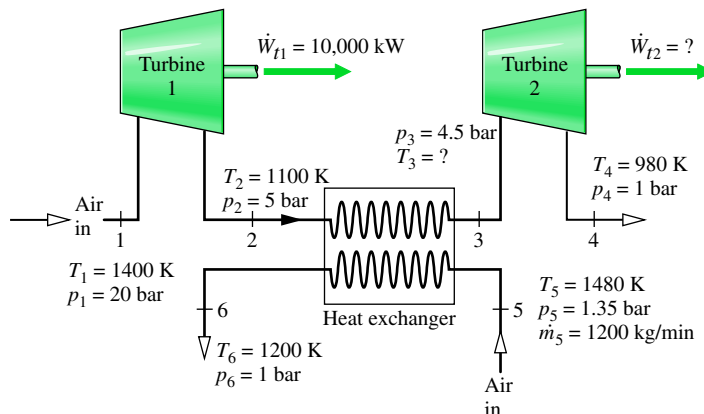 Ẇt1 = 10,000 kW
Ẇt2 = ?
Turbine
1
Turbine
2
p3 = 4.5 bar
T3 = ?
T2 = 1100 K
p2 = 5 bar
T4 = 980 K
p4 = 1 bar
Air
in
1
2
3
4
T1 = 1400 K
p1 = 20 bar
T5 = 1480 K
p5 = 1.35 bar
ṁ5 = 1200 kg/min
6
5
Heat exchanger
T6 = 1200 K
p6 = 1 bar
Air
in